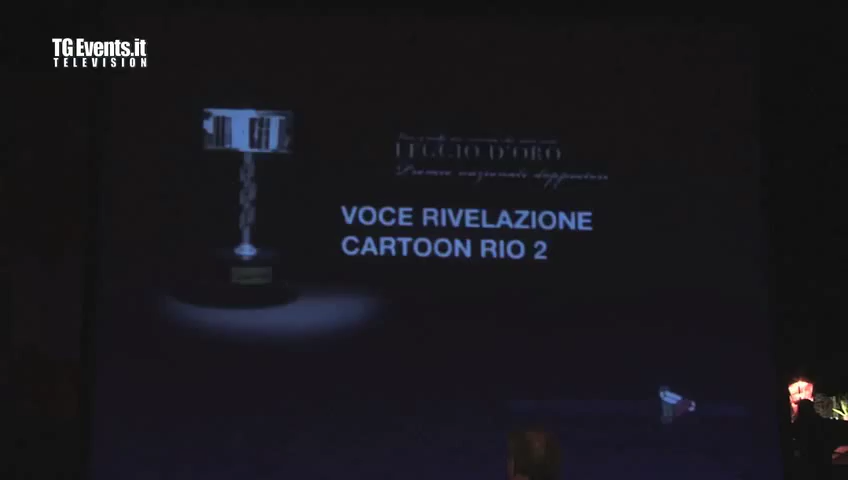 TG Events.it
TELEVISION
LEGGIO D'ORO
VOCE RIVELAZIONE
CARTOON RIO 2